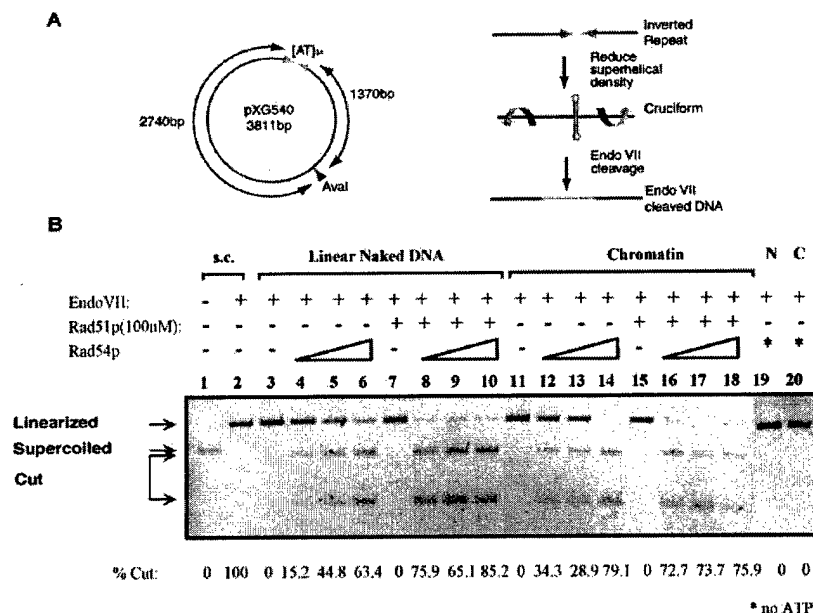 A
[AT]34
pXG540
3811bp
2740bp
1370bp
AvaI
Inverted
Repeat
Reduce
superhelical
density
Cruciform
Endo VII
cleavage
Endo VII
cleaved DNA
B
s.c. Linear Naked DNA Chromatin N C
EndoVII: - + + + + + + + + + + + + + + + + + + +
Rad51p(100nM): - - - - - - + + + + - - - - + + + + - -
Rad54p - - - - - - * *
1 2 3 4 5 6 7 8 9 10 11 12 13 14 15 16 17 18 19 20
Linearized
Supercoiled
Cut
% Cut: 0 100 0 15.2 44.8 63.4 0 75.9 65.1 85.2 0 34.3 28.9 79.1 0 72.7 73.7 75.9 0 0
* no ATP